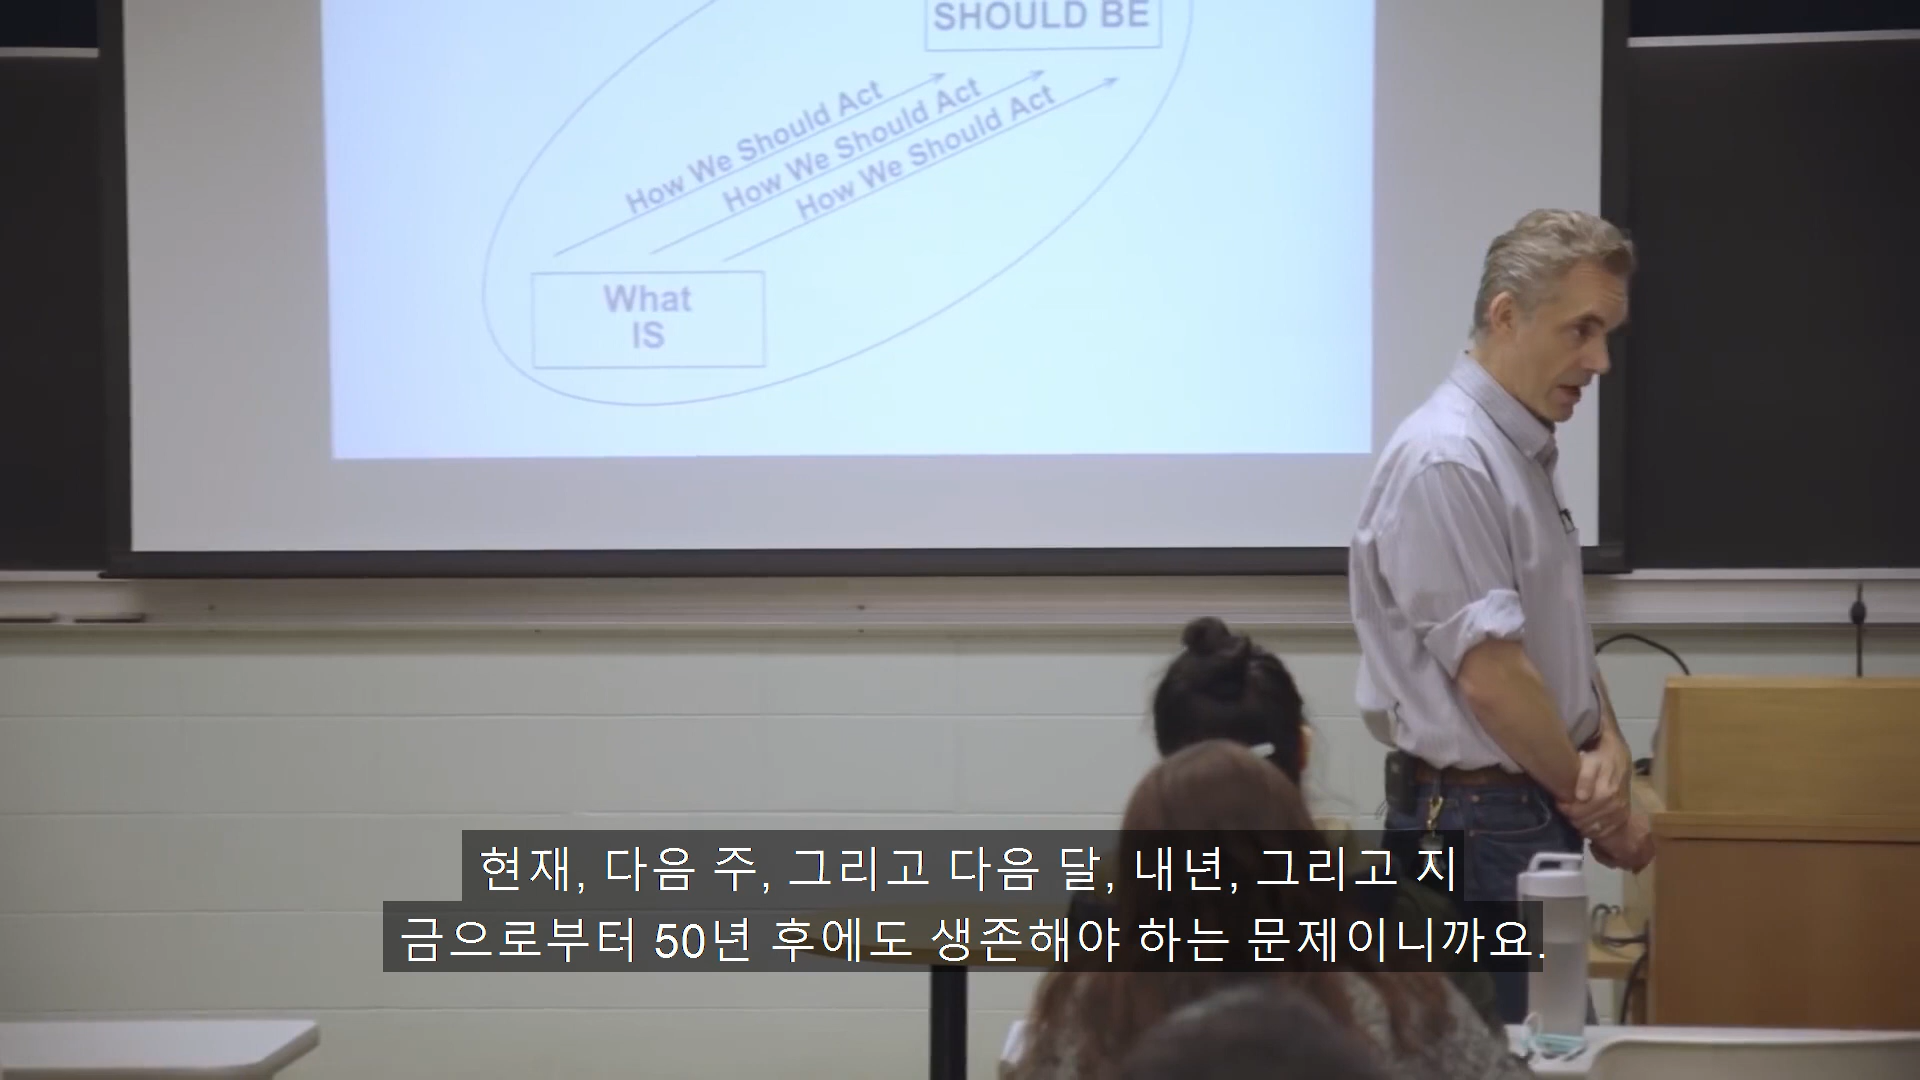 SHOULD BE
How We Should Act
How We Should Act
How We Should Act
What
IS
현재, 다음 주, 그리고 다음 달, 내년, 그리고 지
금으로부터 50년 후에도 생존해야 하는 문제이니까요.